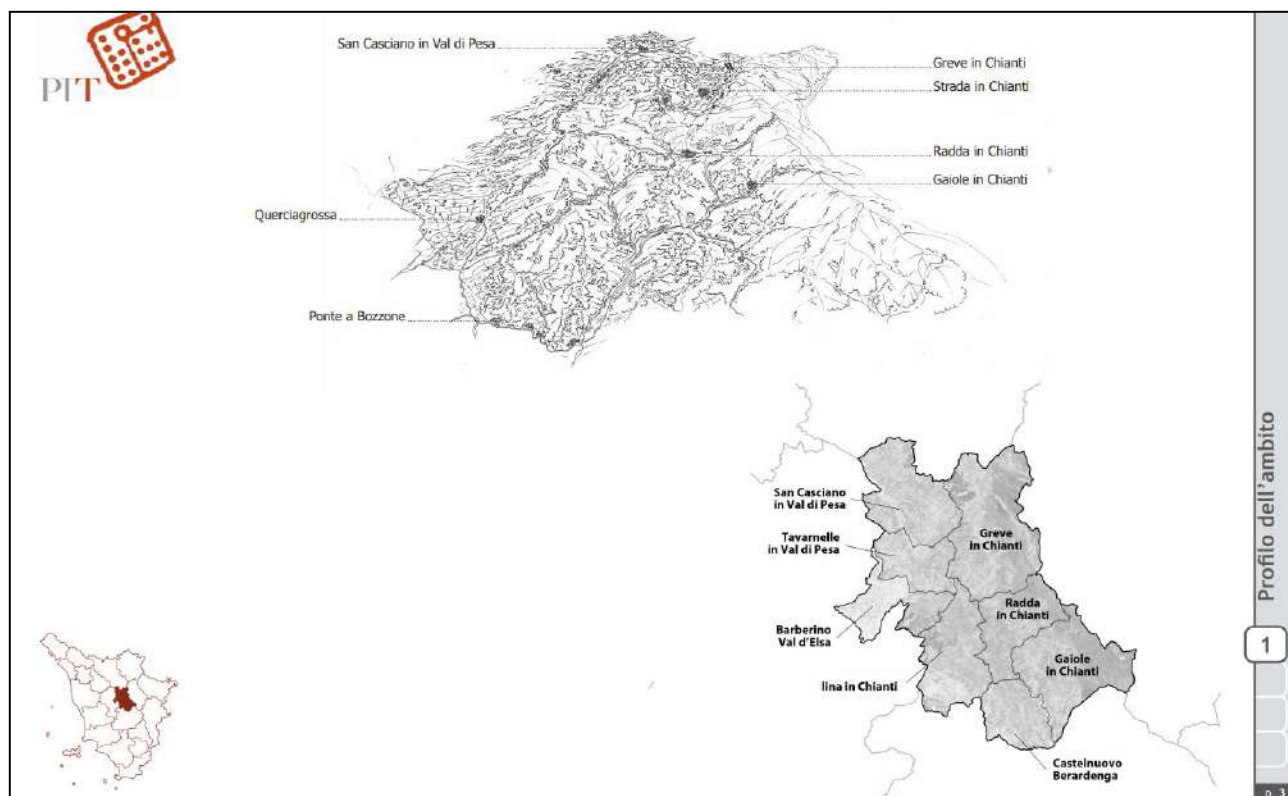 PIT
San Casciano in Val di Pesa
Greve in Chianti
Strada in Chianti
Radda in Chianti
Gaiole in Chianti
Querciagrossa
Ponte a Bozzone
San Casciano
in Val di Pesa
Tavarnelle
in Val di Pesa
Greve
in Chianti
Barberino
Val d'Elsa
Radda
in Chianti
Gaiole
in Chianti
lina in Chianti
Castelnuovo
Berardenga
Profilo dell'ambito
1
p. 3